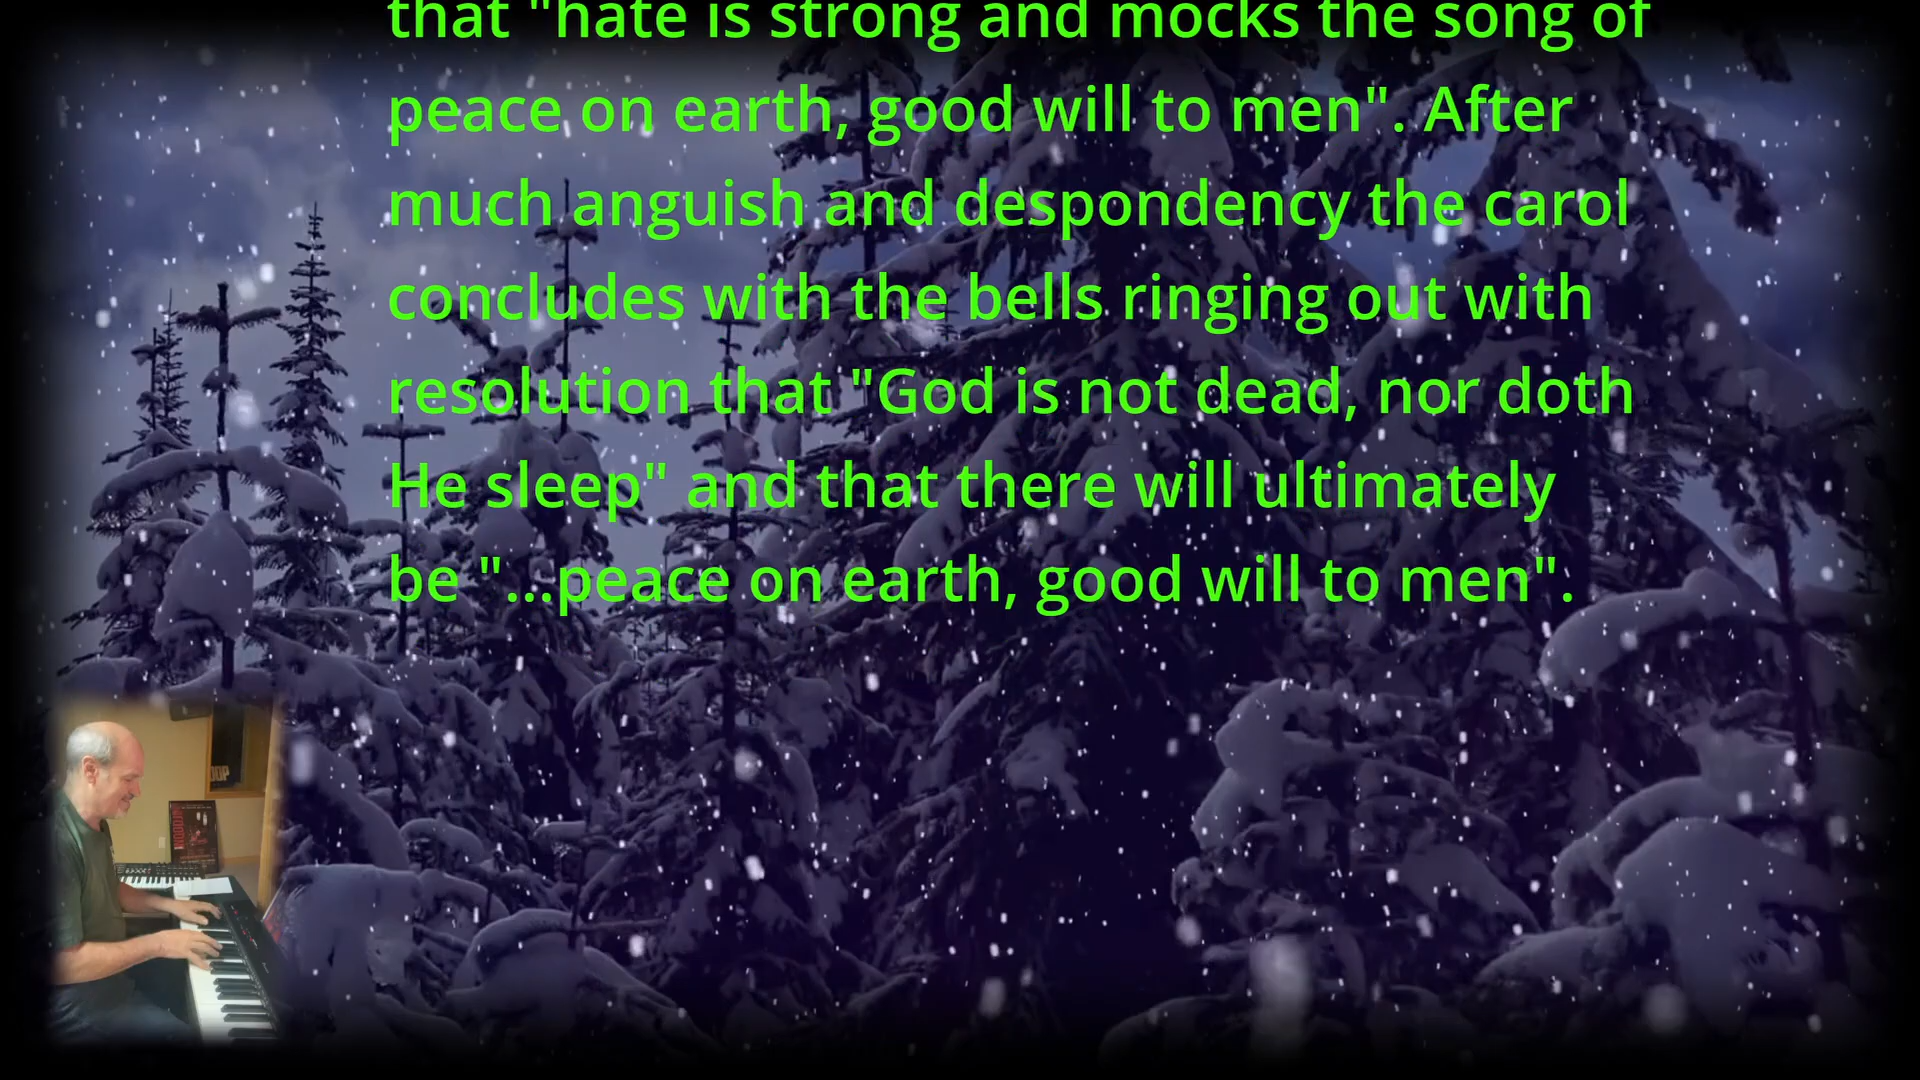 that "hate is strong and mocks the song of
peace on earth, good will to men". After
much anguish and despondency the carol
concludes with the bells ringing out with
resolution that "God is not dead, nor doth
He sleep" and that there will ultimately
be "...peace on earth, good will to men".